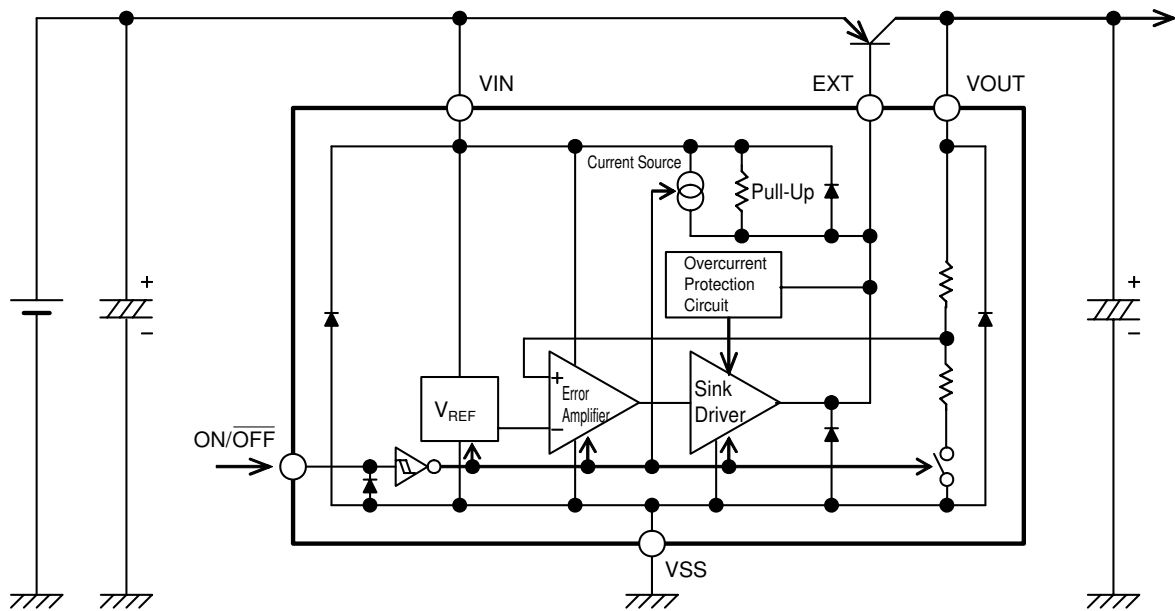 VIN
EXT
VOUT
Current Source
Pull-Up
Overcurrent
Protection
Circuit
+
−
+
−
+
−
Error
Amplifier
Sink
Driver
VREF
ON/OFF
VSS